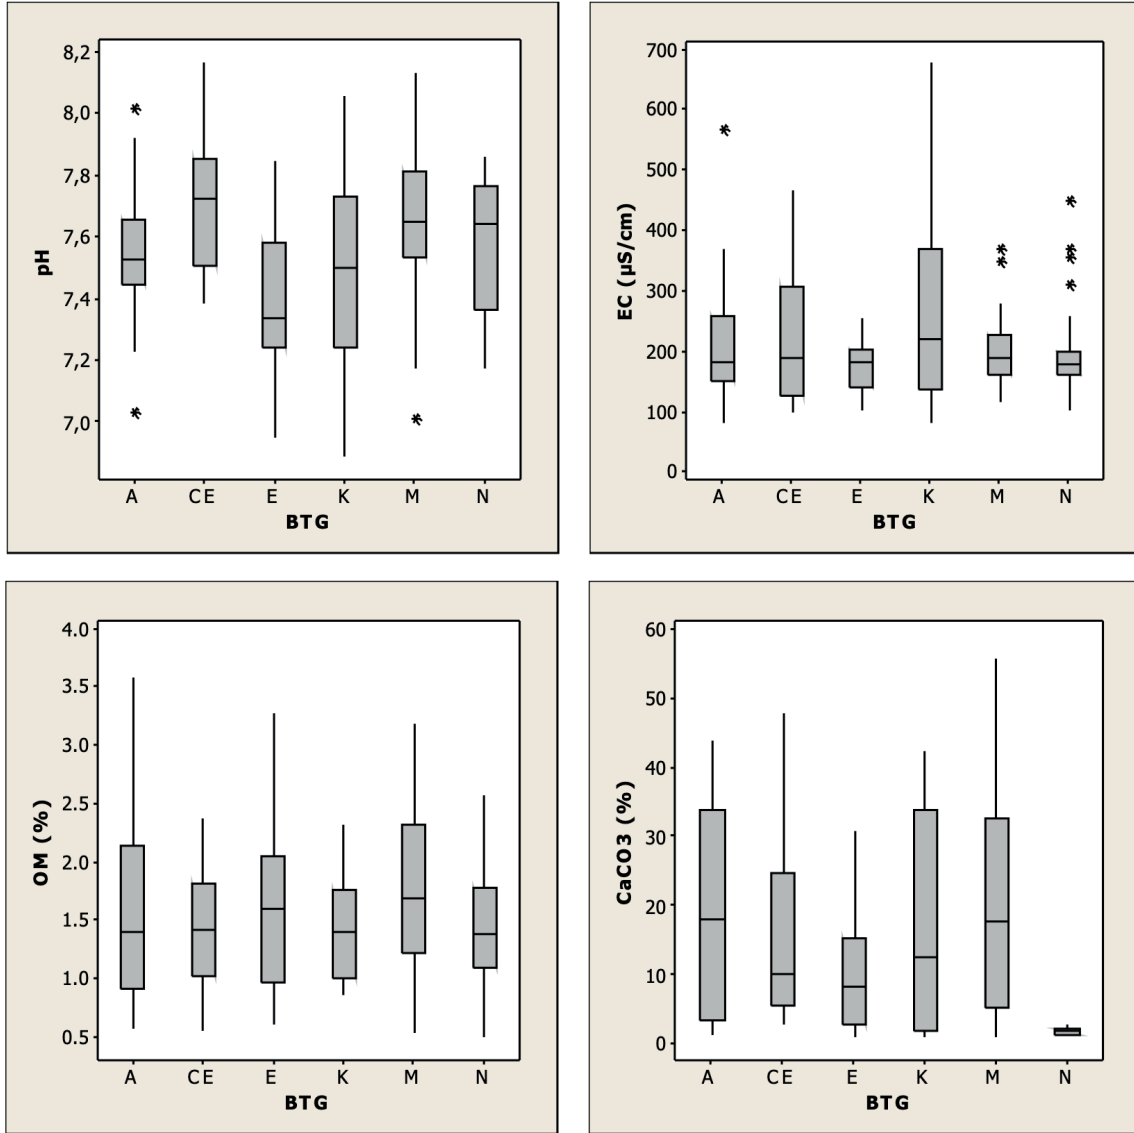 8,2
8,0
7,8
7,6
7,4
7,2
7,0
pH
A CE E K M N
BTG
700
600
500
400
300
200
100
0
EC (µS/cm)
A CE E K M N
BTG
4.0
3.5
3.0
2.5
2.0
1.5
1.0
0.5
OM (%)
A CE E K M N
BTG
60
50
40
30
20
10
0
CaCO3 (%)
A CE E K M N
BTG